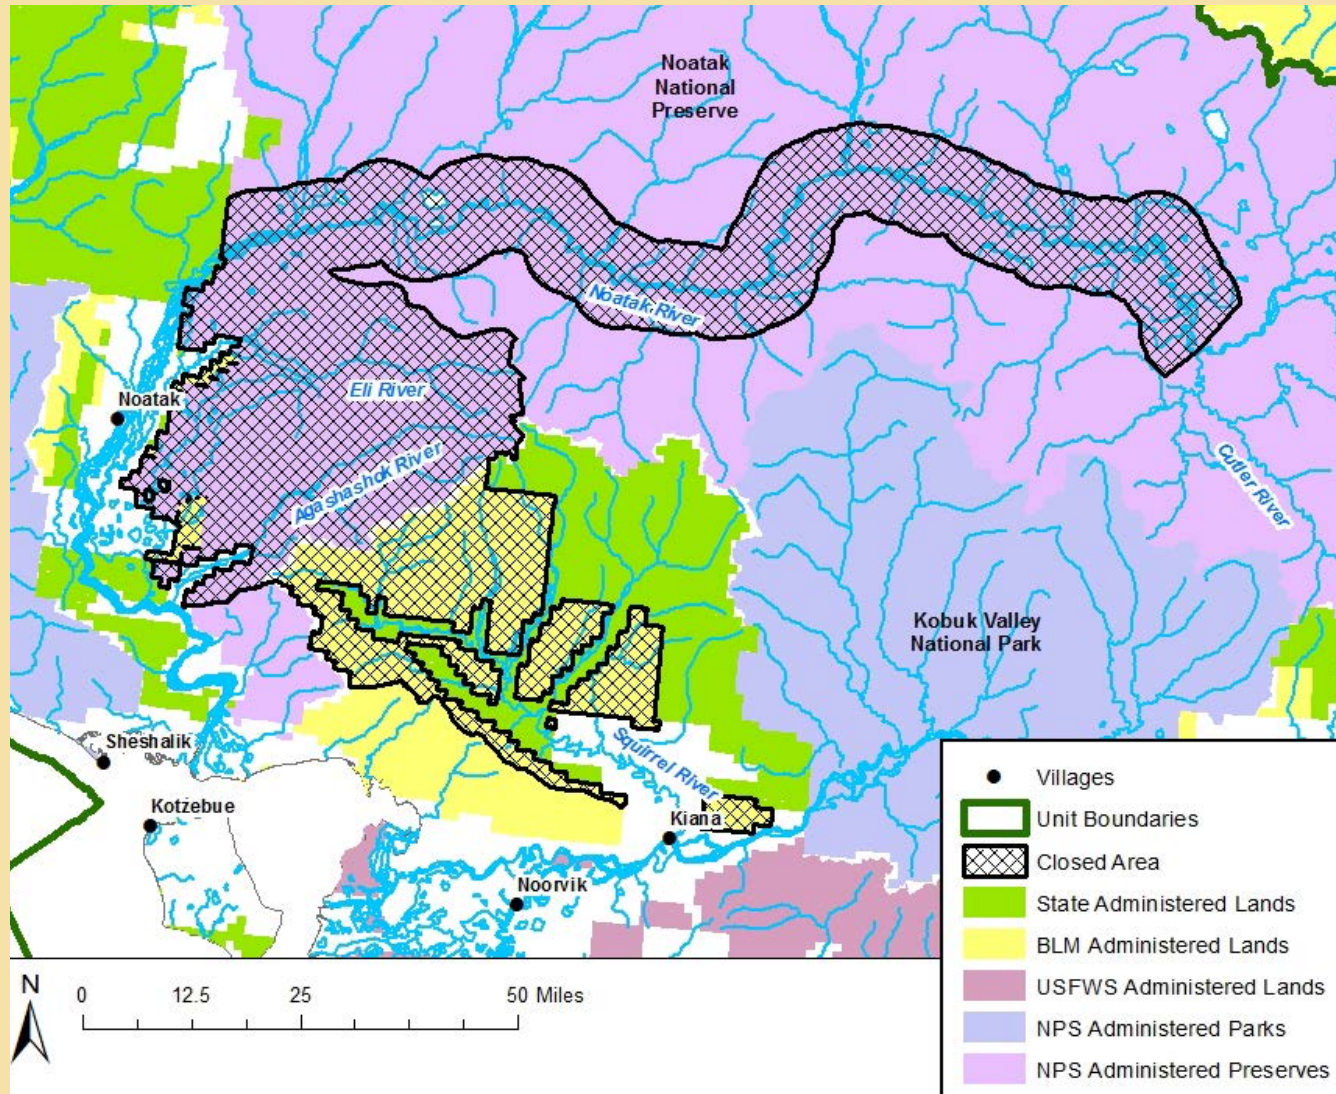 Noatak
National
Preserve
Noatak River
Eli River
Noatak
Agashashok River
Cutler River
Kobuk Valley
National Park
Squirrel River
Sheshalik
Kotzebue
Kiana
Noorvik
N
0 12.5 25 50 Miles
Villages
Unit Boundaries
Closed Area
State Administered Lands
BLM Administered Lands
USFWS Administered Lands
NPS Administered Parks
NPS Administered Preserves